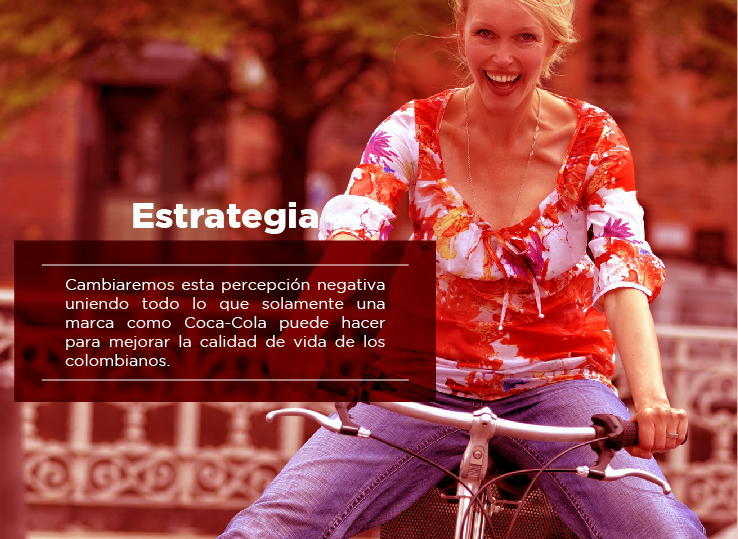 Estrategia
Cambiaremos esta percepción negativa
uniendo todo lo que solamente una
marca como Coca-Cola puede hacer
para mejorar la calidad de vida de los
colombianos.